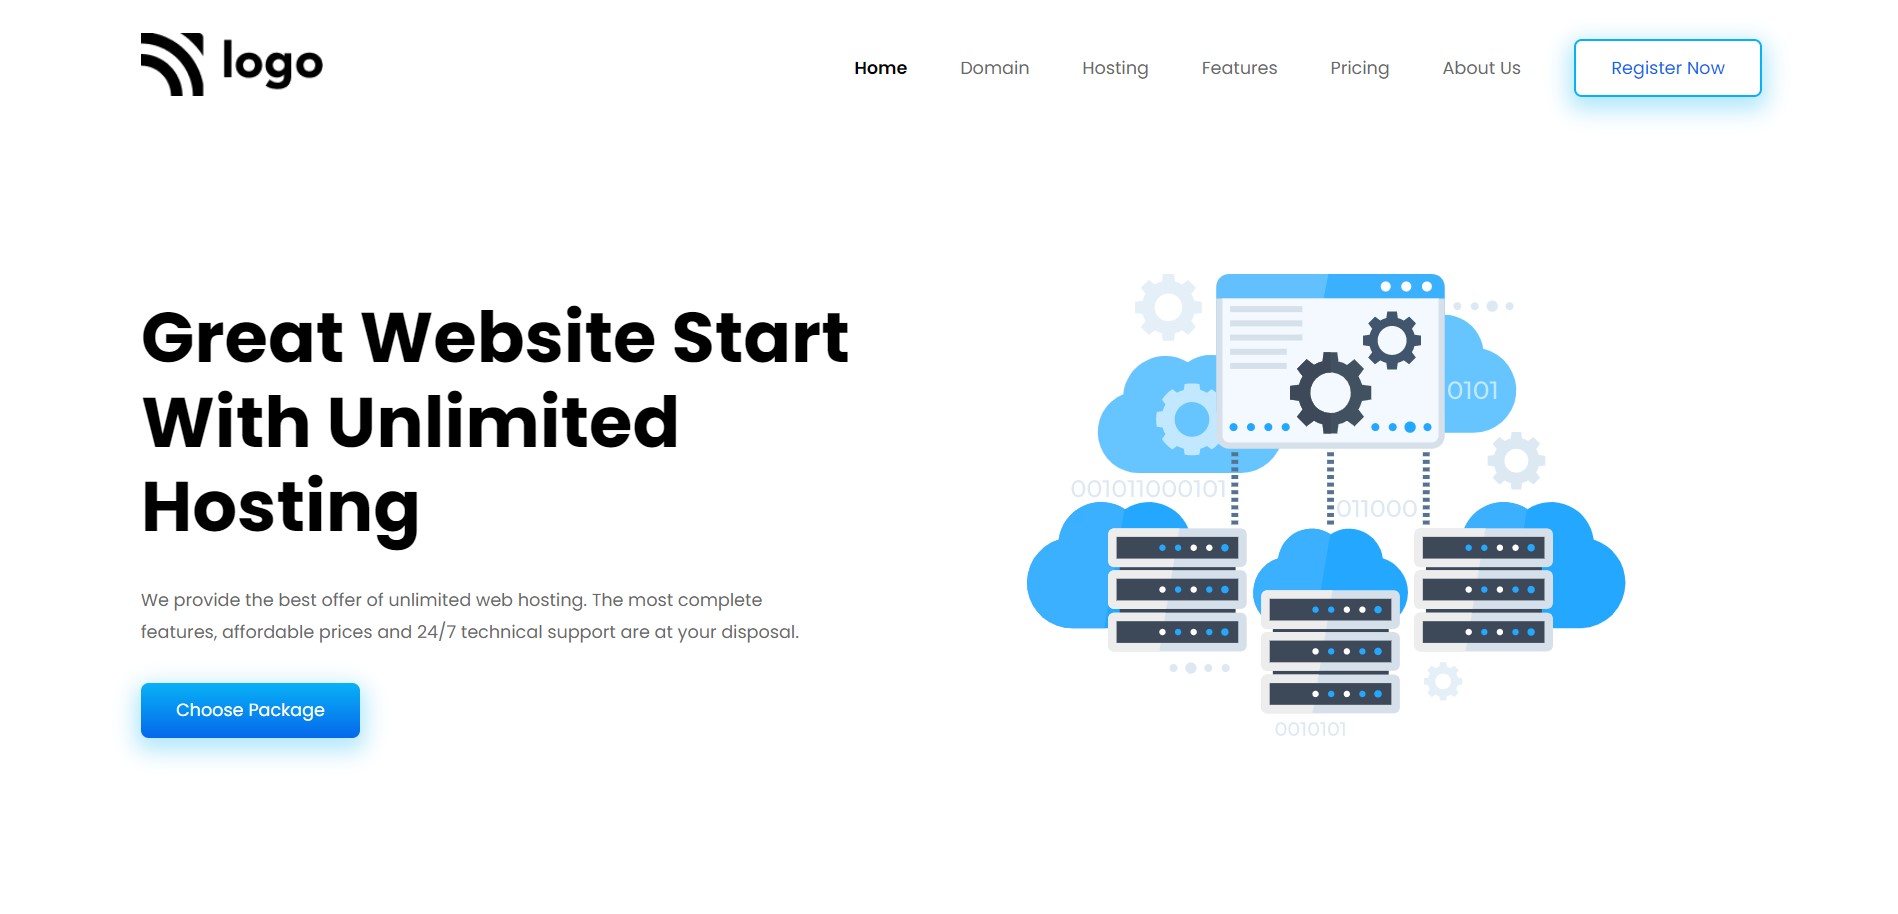 logo
Home Domain Hosting Features Pricing About Us Register Now
Great Website Start
With Unlimited
Hosting
We provide the best offer of unlimited web hosting. The most complete
features, affordable prices and 24/7 technical support are at your disposal.
Choose Package
0101
001011000101
011000
0010101